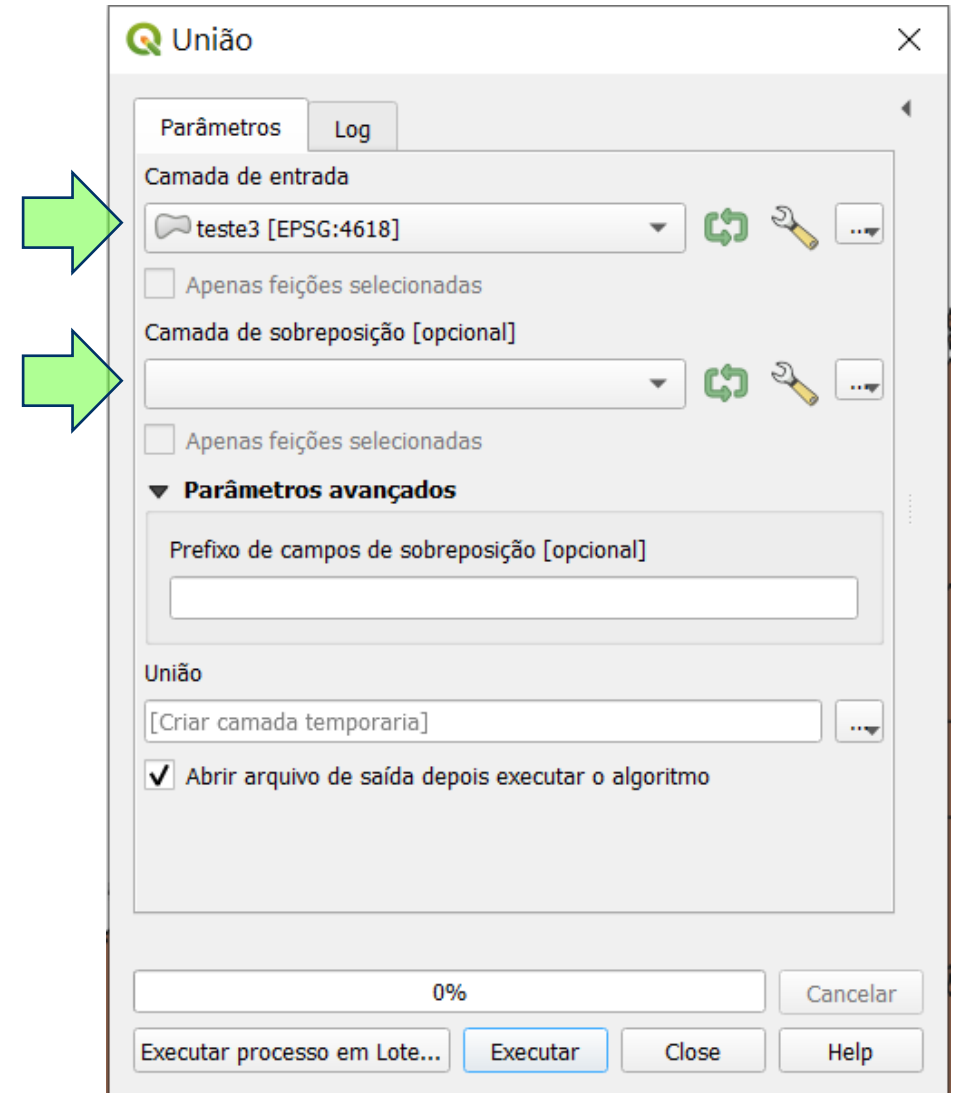 União
Parâmetros Log
Camada de entrada
teste3 [EPSG:4618]
...
Apenas feições selecionadas
Camada de sobreposição [opcional]
...
Apenas feições selecionadas
Parâmetros avançados
Prefixo de campos de sobreposição [opcional]
União
[Criar camada temporaria]
...
Abrir arquivo de saída depois executar o algoritmo
0% Cancelar
Executar processo em Lote... Executar Close Help